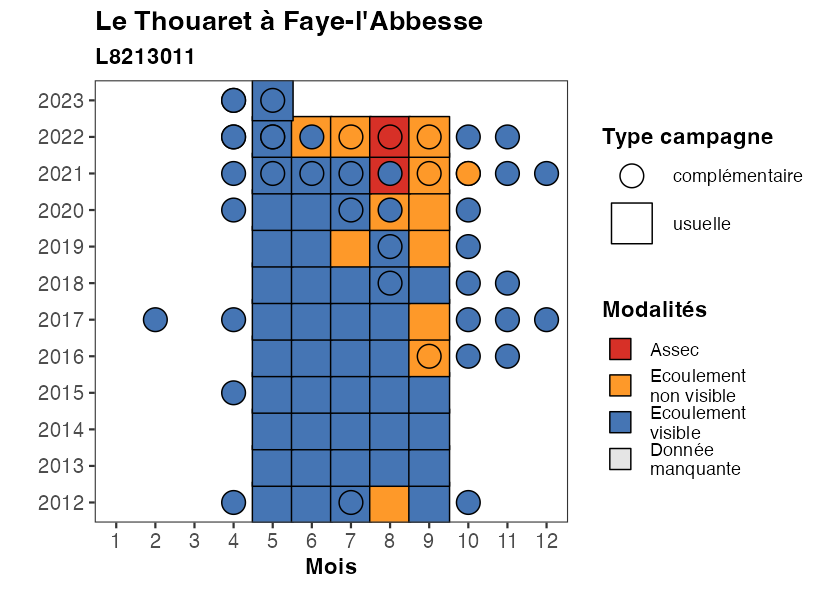 Le Thouaret à Faye-l'Abbesse
L8213011
2023
2022
2021
2020
2019
2018
2017
2016
2015
2014
2013
2012
1 2 3 4 5 6 7 8 9 10 11 12
Mois
Type campagne
complémentaire
usuelle
Modalités
Assec
Ecoulement
non visible
Ecoulement
visible
Donnée
manquante